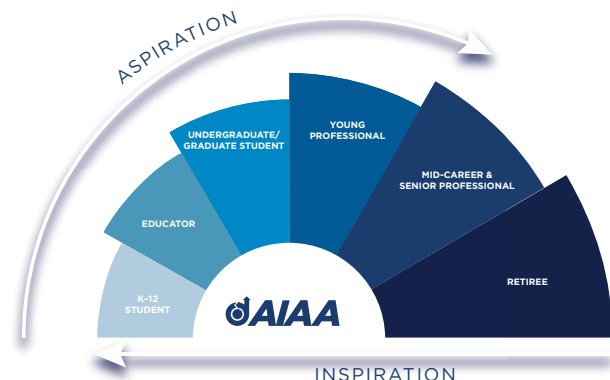 ASPIRATION
YOUNG
PROFESSIONAL
UNDERGRADUATE/
GRADUATE STUDENT
MID-CAREER &
SENIOR PROFESSIONAL
EDUCATOR
RETIREE
K-12
STUDENT
AIAA
INSPIRATION